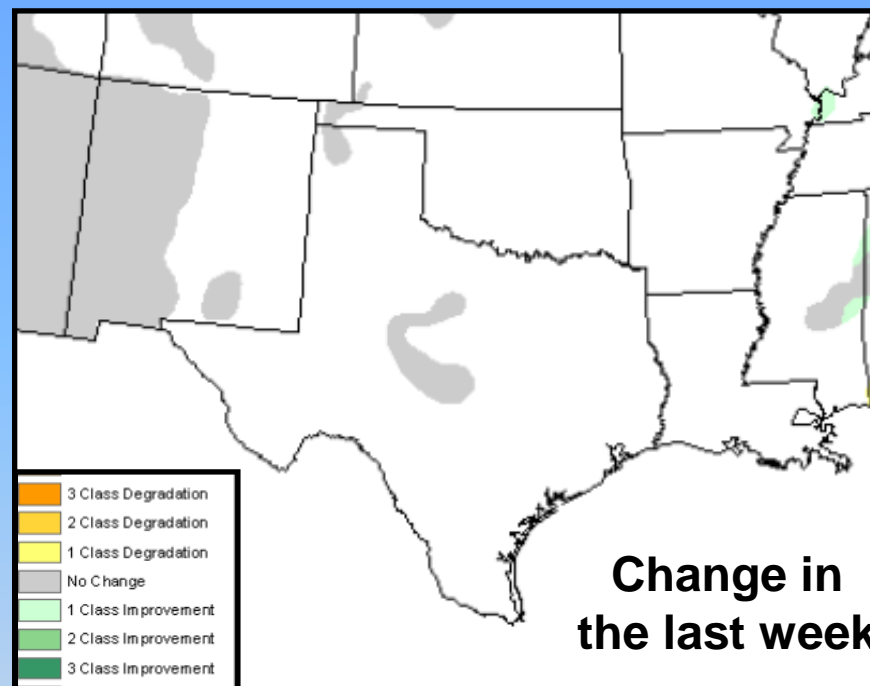 3 Class Degradation
2 Class Degradation
1 Class Degradation
No Change
1 Class Improvement
2 Class Improvement
3 Class Improvement
Change in
the last week